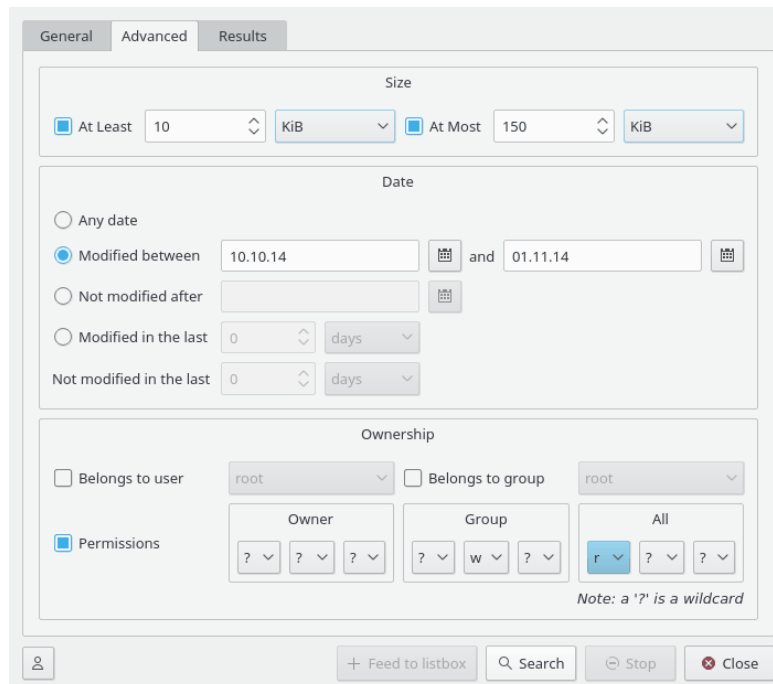 General Advanced Results
Size
At Least 10 KiB At Most 150 KiB
Date
Any date
Modified between 10.10.14 and 01.11.14
Not modified after
Modified in the last 0 days
Not modified in the last 0 days
Ownership
Belongs to user root Belongs to group root
Owner Group All
Permissions
? ? ? ? w ? r ? ?
Note: a '?' is a wildcard
+ Feed to listbox Search Stop Close